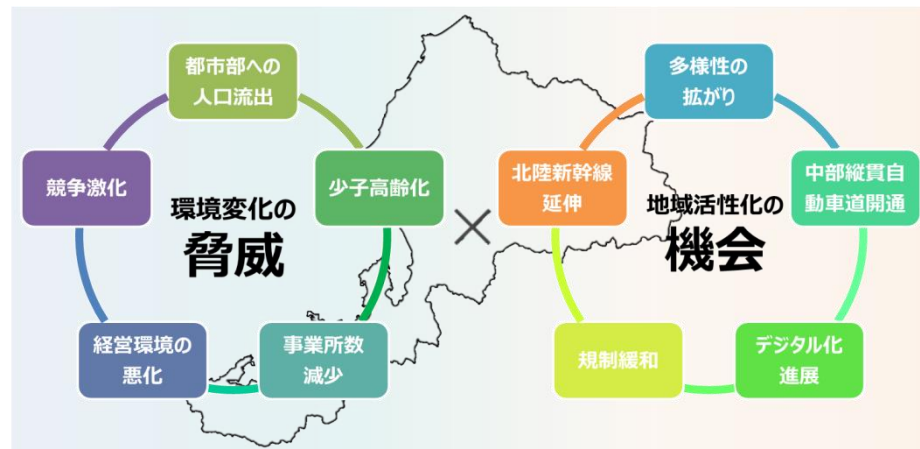 都市部への
人口流出
競争激化
少子高齢化
環境変化の
脅威
経営環境の
悪化
事業所数
減少
×
多様性の
拡がり
北陸新幹線
延伸
中部縦貫自
動車道開通
地域活性化の
機会
規制緩和
デジタル化
進展